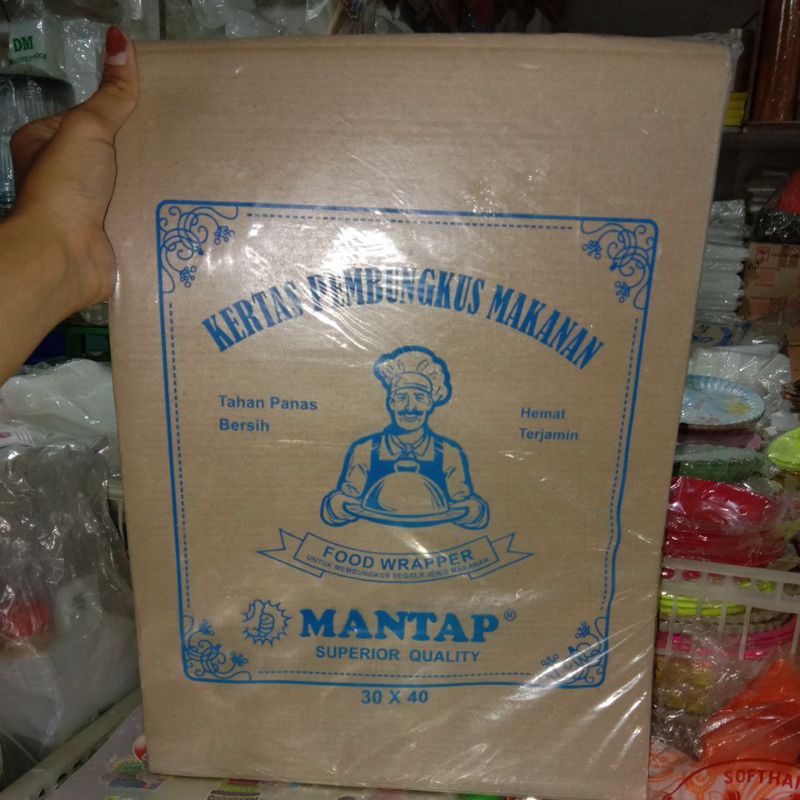 DM
KERTAS PEMBUNGKUS MAKANAN
Tahan Panas
Bersih
Hemat
Terjamin
FOOD WRAPPER
UNTUK MEMBUNGKUS SEGALA JENIS MAKANAN
MANTAP®
SUPERIOR QUALITY
30 X 40